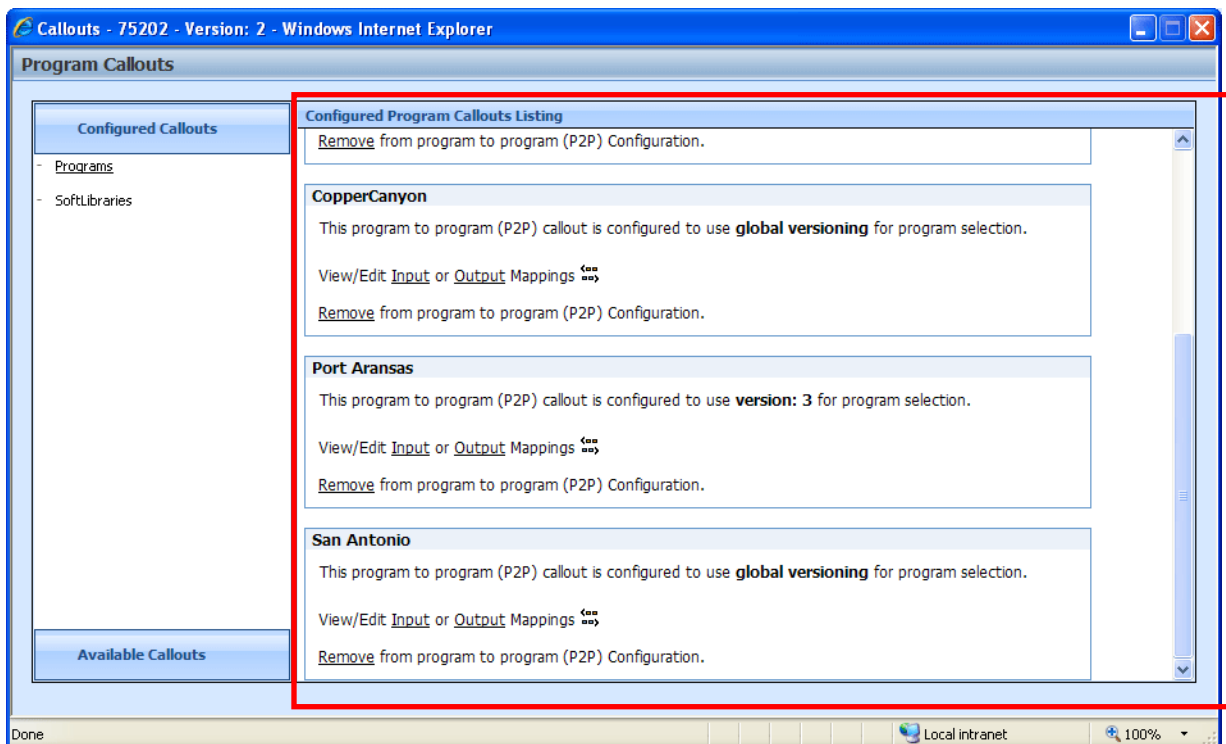 Callouts - 75202 - Version: 2 - Windows Internet Explorer
Program Callouts
Configured Callouts
- Programs
- SoftLibraries
Available Callouts
Configured Program Callouts Listing
Remove from program to program (P2P) Configuration.
CopperCanyon
This program to program (P2P) callout is configured to use global versioning for program selection.
View/Edit Input or Output Mappings
Remove from program to program (P2P) Configuration.
Port Aransas
This program to program (P2P) callout is configured to use version: 3 for program selection.
View/Edit Input or Output Mappings
Remove from program to program (P2P) Configuration.
San Antonio
This program to program (P2P) callout is configured to use global versioning for program selection.
View/Edit Input or Output Mappings
Remove from program to program (P2P) Configuration.
Done
Local intranet
100%